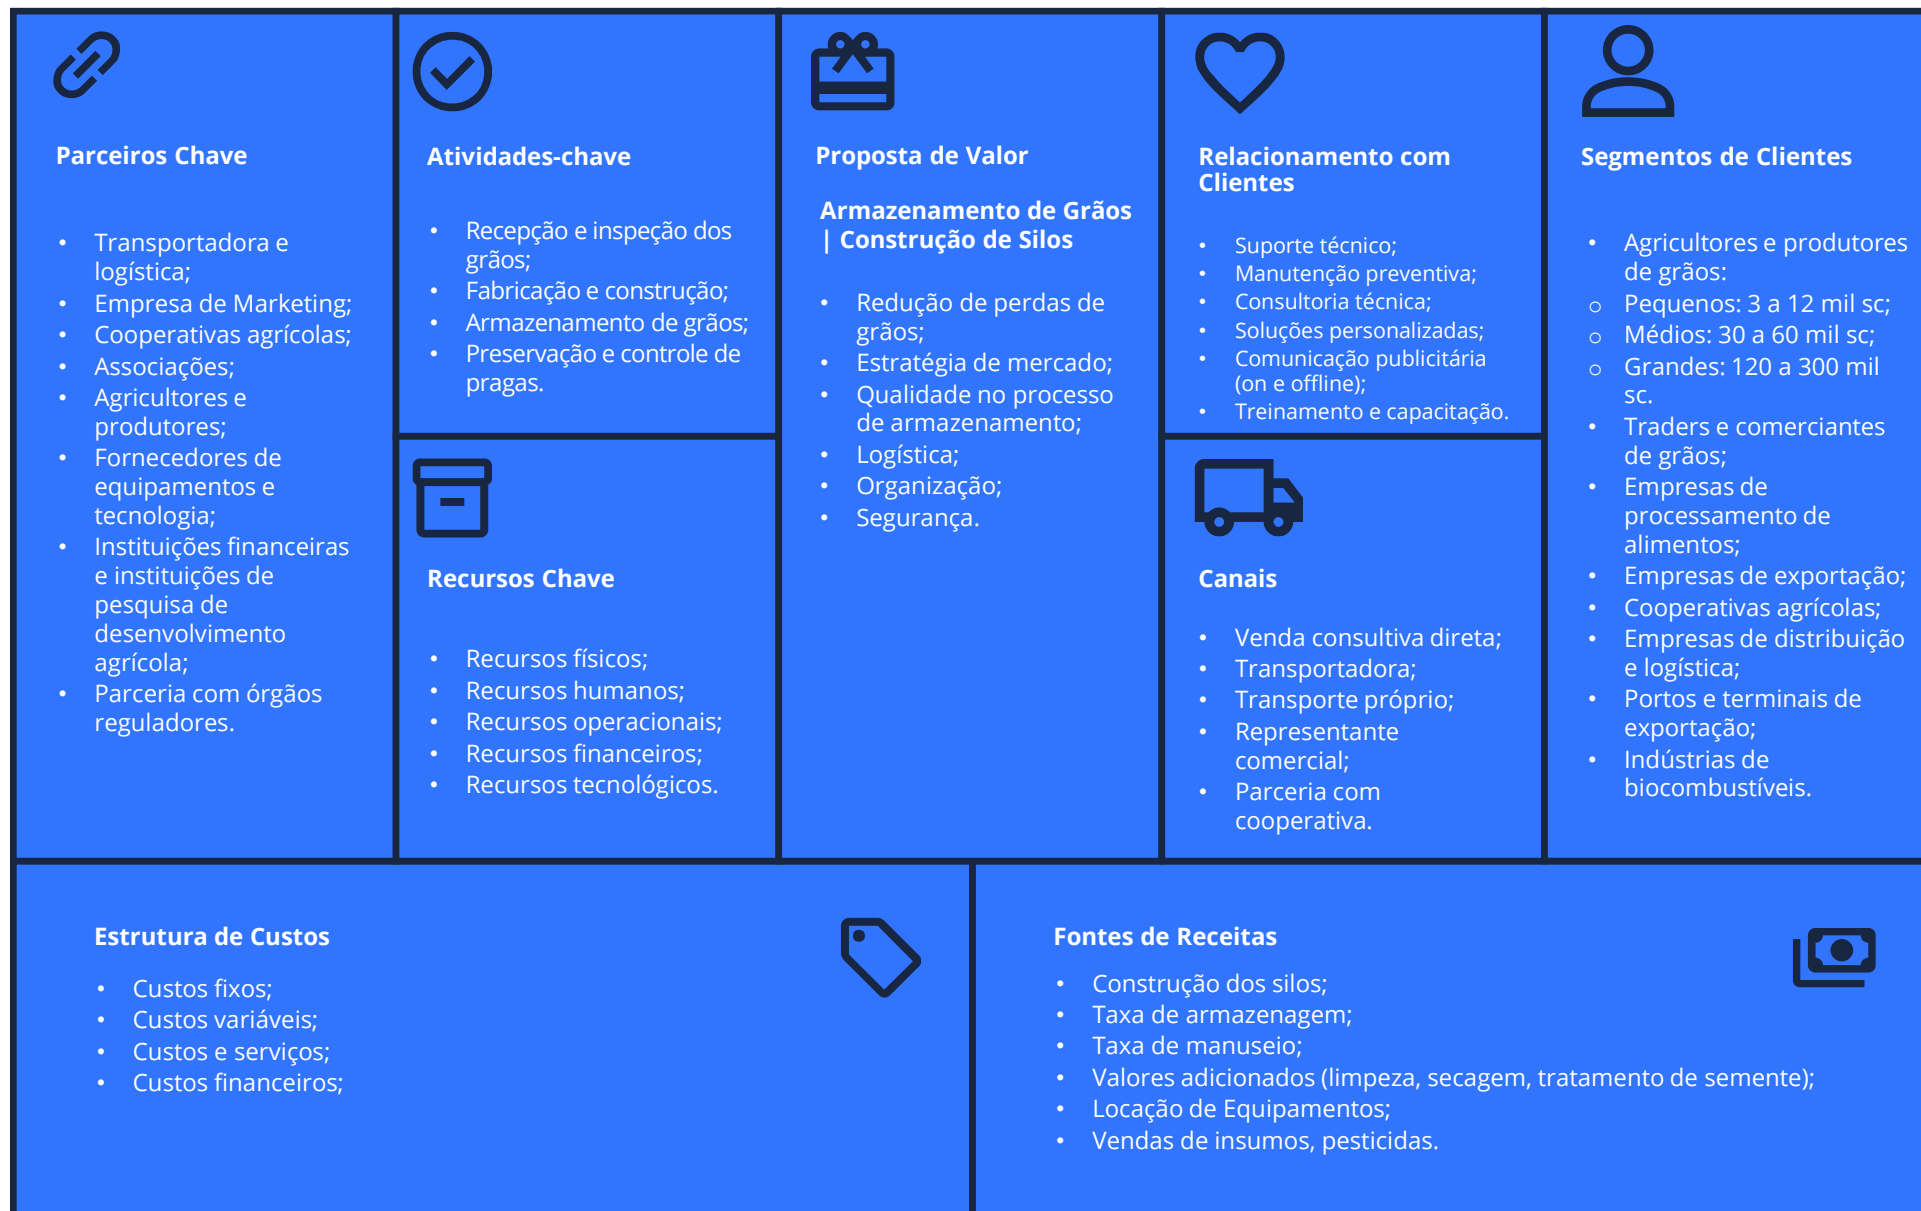 Parceiros Chave
• Transportadora e
logística;
• Empresa de Marketing;
• Cooperativas agrícolas;
• Associações;
• Agricultores e
produtores;
• Fornecedores de
equipamentos e
tecnologia;
• Instituições financeiras
e instituições de
pesquisa de
desenvolvimento
agrícola;
• Parceria com órgãos
reguladores.
Atividades-chave
• Recepção e inspeção dos
grãos;
• Fabricação e construção;
• Armazenamento de grãos;
• Preservação e controle de
pragas.
Recursos Chave
• Recursos físicos;
• Recursos humanos;
• Recursos operacionais;
• Recursos financeiros;
• Recursos tecnológicos.
Proposta de Valor
Armazenamento de Grãos
| Construção de Silos
• Redução de perdas de
grãos;
• Estratégia de mercado;
• Qualidade no processo
de armazenamento;
• Logística;
• Organização;
• Segurança.
Relacionamento com
Clientes
• Suporte técnico;
• Manutenção preventiva;
• Consultoria técnica;
• Soluções personalizadas;
• Comunicação publicitária
(on e offline);
• Treinamento e capacitação.
Canais
• Venda consultiva direta;
• Transportadora;
• Transporte próprio;
• Representante
comercial;
• Parceria com
cooperativa.
Segmentos de Clientes
• Agricultores e produtores
de grãos:
o Pequenos: 3 a 12 mil sc;
o Médios: 30 a 60 mil sc;
o Grandes: 120 a 300 mil
sc.
• Traders e comerciantes
de grãos;
• Empresas de
processamento de
alimentos;
• Empresas de exportação;
• Cooperativas agrícolas;
• Empresas de distribuição
e logística;
• Portos e terminais de
exportação;
• Indústrias de
biocombustíveis.
Estrutura de Custos
• Custos fixos;
• Custos variáveis;
• Custos e serviços;
• Custos financeiros;
Fontes de Receitas
• Construção dos silos;
• Taxa de armazenagem;
• Taxa de manuseio;
• Valores adicionados (limpeza, secagem, tratamento de semente);
• Locação de Equipamentos;
• Vendas de insumos, pesticidas.